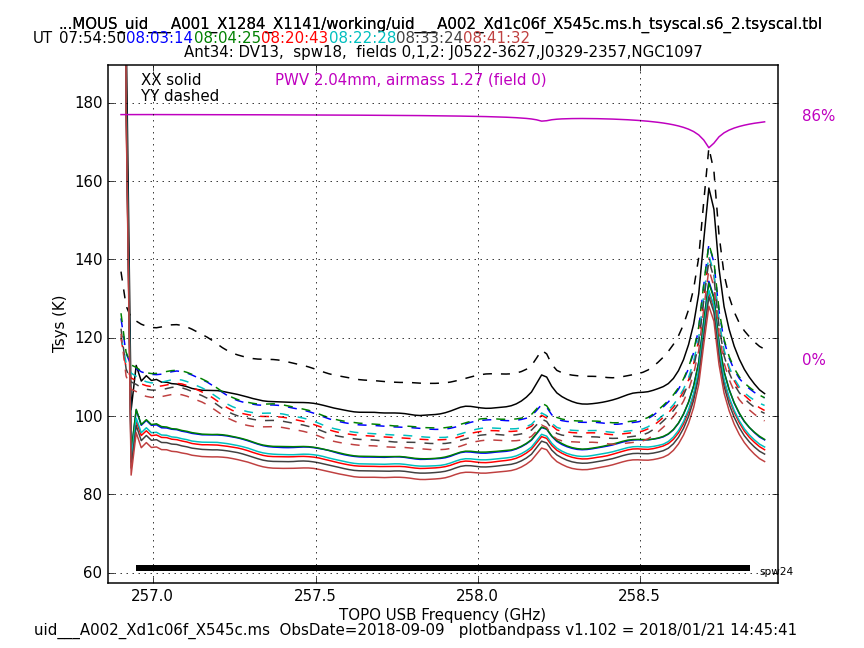 ...MOUS_uid___A001_X1284_X1141/working/uid___A002_Xd1c06f_X545c.ms.h_tsyscal.s6_2.tsyscal.tbl
UT 07:54:50 08:03:14 08:04:25 08:20:43 08:22:28 08:33:24 08:41:32
Ant34: DV13, spw18, fields 0,1,2: J0522-3627,J0329-2357,NGC1097
XX solid
YY dashed
PWV 2.04mm, airmass 1.27 (field 0)
86%
0%
180
160
140
120
100
80
60
Tsys (K)
spw24
257.0 257.5 258.0 258.5
TOPO USB Frequency (GHz)
uid___A002_Xd1c06f_X545c.ms ObsDate=2018-09-09 plotbandpass v1.102 = 2018/01/21 14:45:41